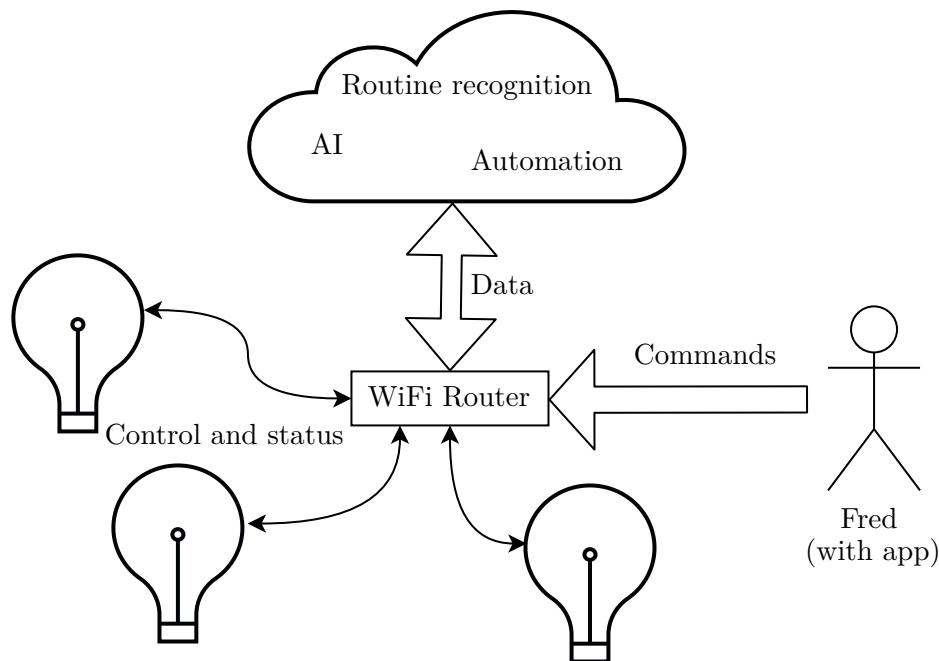 Routine recognition
AI
Automation
Data
Commands
WiFi Router
Control and status
Fred
(with app)